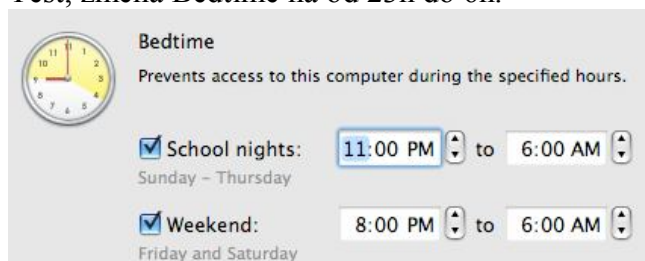 Test, změna Bedtime na od 23h do 6h.
Bedtime
Prevents access to this computer during the specified hours.
School nights: 11:00 PM to 6:00 AM
Sunday – Thursday
Weekend: 8:00 PM to 6:00 AM
Friday and Saturday